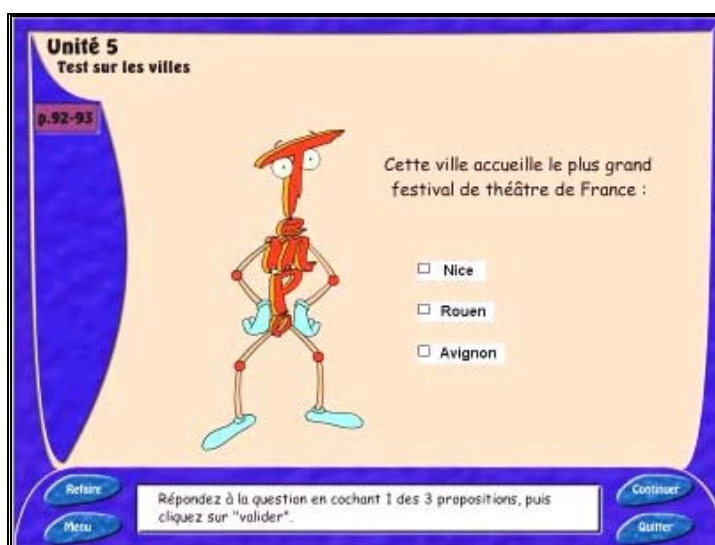 Unité 5
Test sur les villes
p.92-93
Tempo
Cette ville accueille le plus grand
festival de théâtre de France :
Nice
Rouen
Avignon
Refaire
Menu
Répondez à la question en cochant 1 des 3 propositions, puis
cliquez sur "valider".
Continuer
Quitter